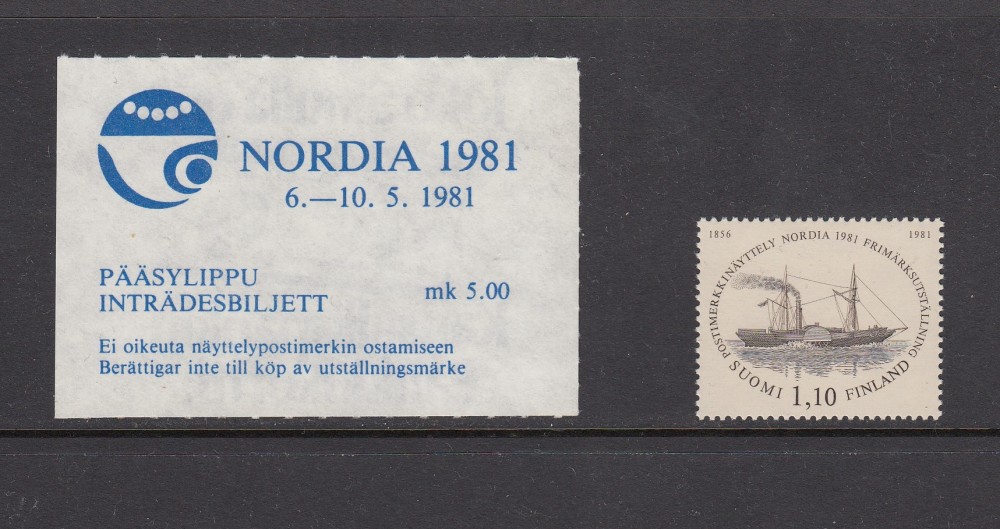 NORDIA 1981
6.—10. 5. 1981
PÄÄSYLIPPU
INTRÄDESBILJETT
mk 5.00
Ei oikeuta näyttelypostimerkin ostamiseen
Berättigar inte till köp av utställningsmärke
1856
1981
POSTIMERKKINÄYTTELY NORDIA 1981 FRIMÄRKSUTSTÄLLNING
SUOMI 1,10 FINLAND